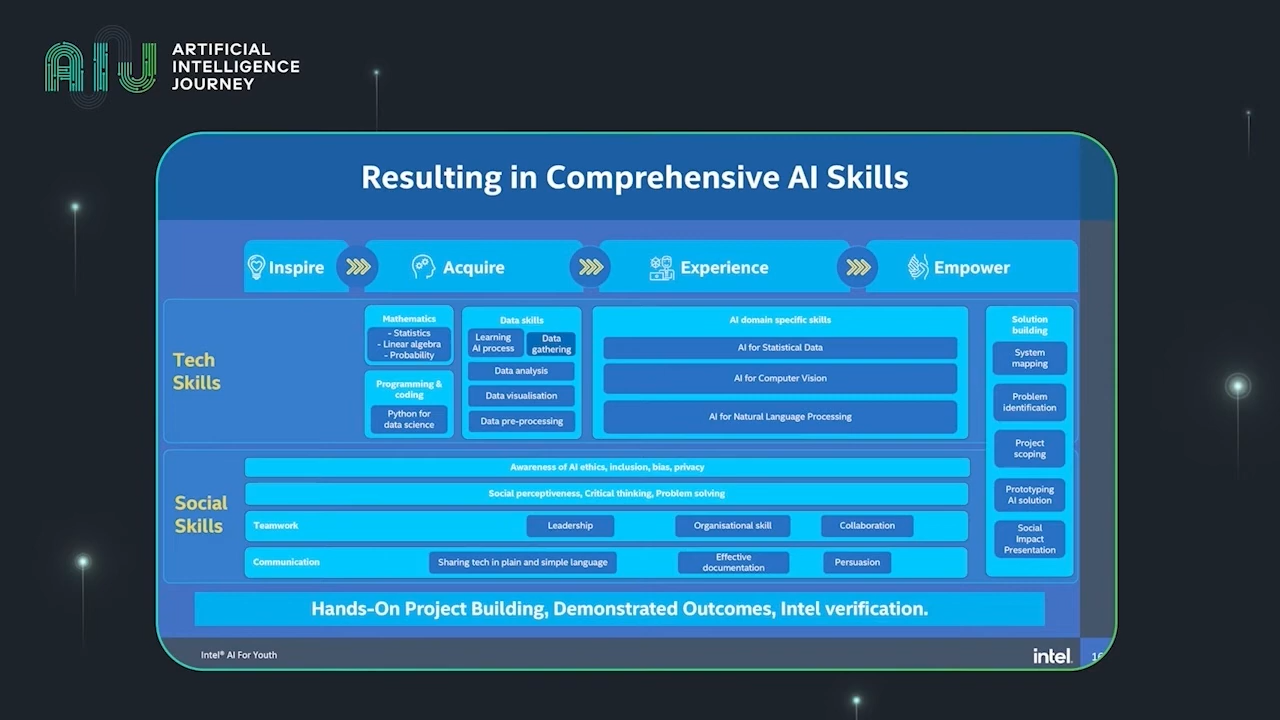 ARTIFICIAL
INTELLIGENCE
JOURNEY
Resulting in Comprehensive AI Skills
Inspire
Acquire
Experience
Empower
Tech
Skills
Mathematics
- Statistics
- Linear algebra
- Probability
Programming &
coding
Python for
data science
Data skills
Learning
AI process
Data
gathering
Data analysis
Data visualisation
Data pre-processing
AI domain specific skills
AI for Statistical Data
AI for Computer Vision
AI for Natural Language Processing
Solution
building
System
mapping
Problem
identification
Project
scoping
Prototyping
AI solution
Social
Impact
Presentation
Social
Skills
Awareness of AI ethics, inclusion, bias, privacy
Social perceptiveness, Critical thinking, Problem solving
Teamwork
Leadership
Organisational skill
Collaboration
Communication
Sharing tech in plain and simple language
Effective
documentation
Persuasion
Hands-On Project Building, Demonstrated Outcomes, Intel verification.
Intel® AI For Youth
intel.